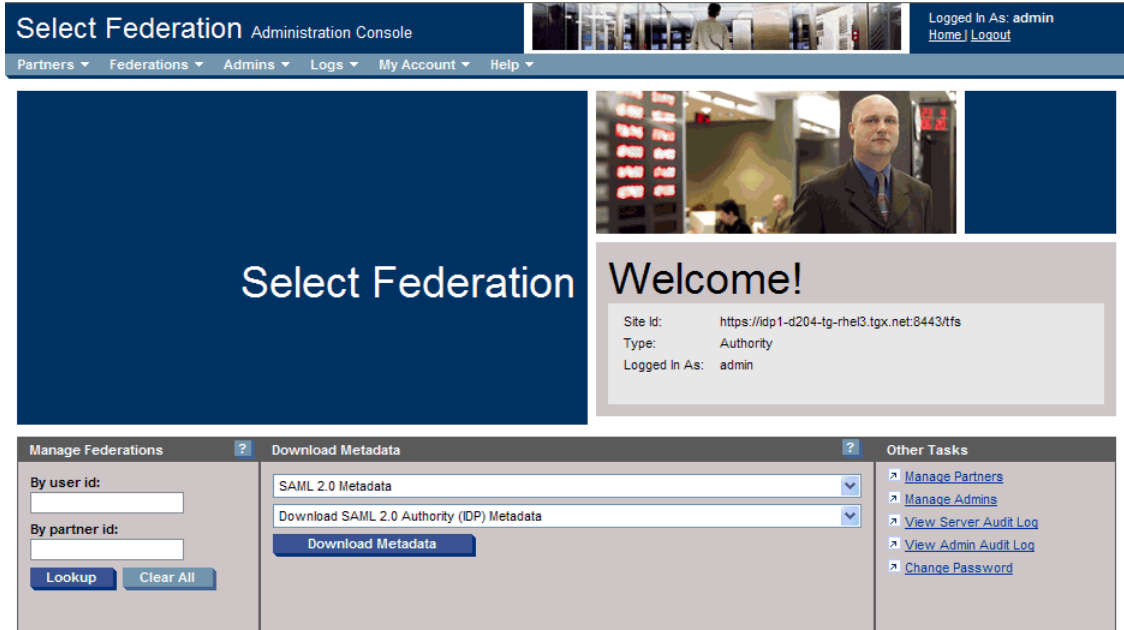 Select Federation Administration Console
Logged In As: admin
Home | Logout
Partners Federations Admins Logs My Account Help
Select Federation
Welcome!
Site Id: https://idp1-d204-tg-rhel3.tgx.net:8443/tfs
Type: Authority
Logged In As: admin
Manage Federations ?
By user id:
By partner id:
Lookup Clear All
Download Metadata ?
SAML 2.0 Metadata
Download SAML 2.0 Authority (IDP) Metadata
Download Metadata
Other Tasks
Manage Partners
Manage Admins
View Server Audit Log
View Admin Audit Log
Change Password